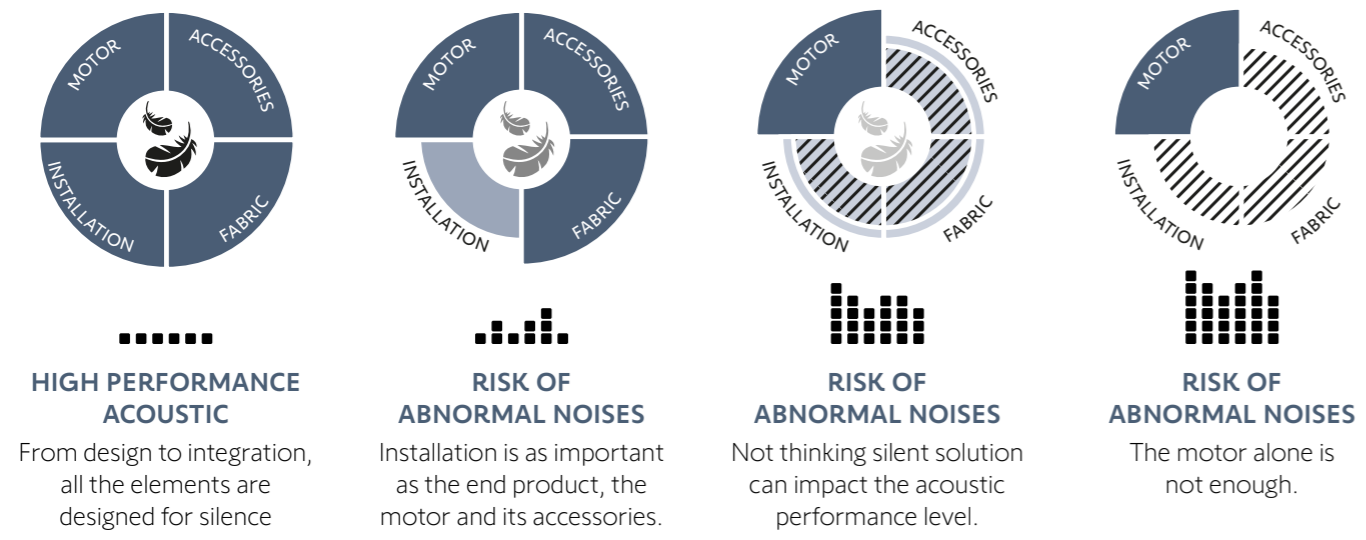 MOTOR
ACCESSORIES
INSTALLATION
FABRIC
HIGH PERFORMANCE
ACOUSTIC
From design to integration,
all the elements are
designed for silence
MOTOR
ACCESSORIES
INSTALLATION
FABRIC
RISK OF
ABNORMAL NOISES
Installation is as important
as the end product, the
motor and its accessories.
MOTOR
ACCESSORIES
INSTALLATION
FABRIC
RISK OF
ABNORMAL NOISES
Not thinking silent solution
can impact the acoustic
performance level.
MOTOR
ACCESSORIES
INSTALLATION
FABRIC
RISK OF
ABNORMAL NOISES
The motor alone is
not enough.